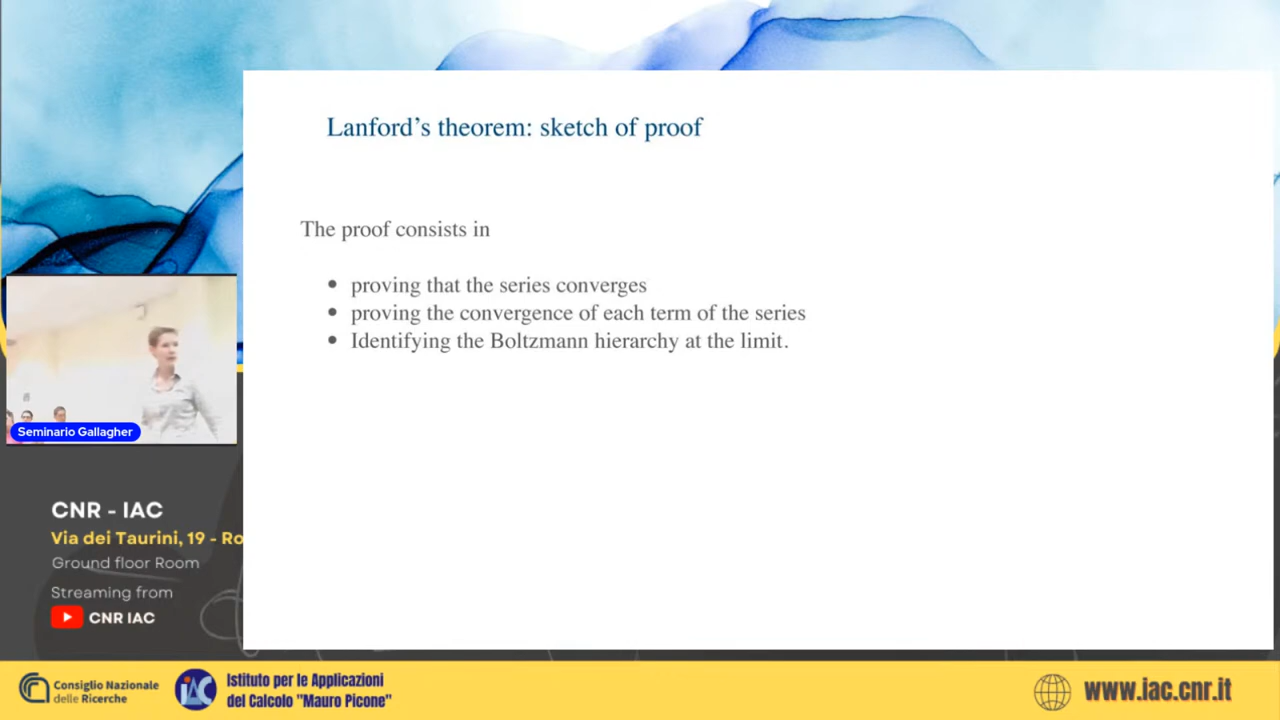 Lanford’s theorem: sketch of proof
The proof consists in
• proving that the series converges
• proving the convergence of each term of the series
• Identifying the Boltzmann hierarchy at the limit.
Seminario Gallagher
CNR - IAC
Via dei Taurini, 19 - Ro
Ground floor Room
Streaming from
CNR IAC
Consiglio Nazionale
delle Ricerche
IAC
Istituto per le Applicazioni
del Calcolo "Mauro Picone"
www.iac.cnr.it